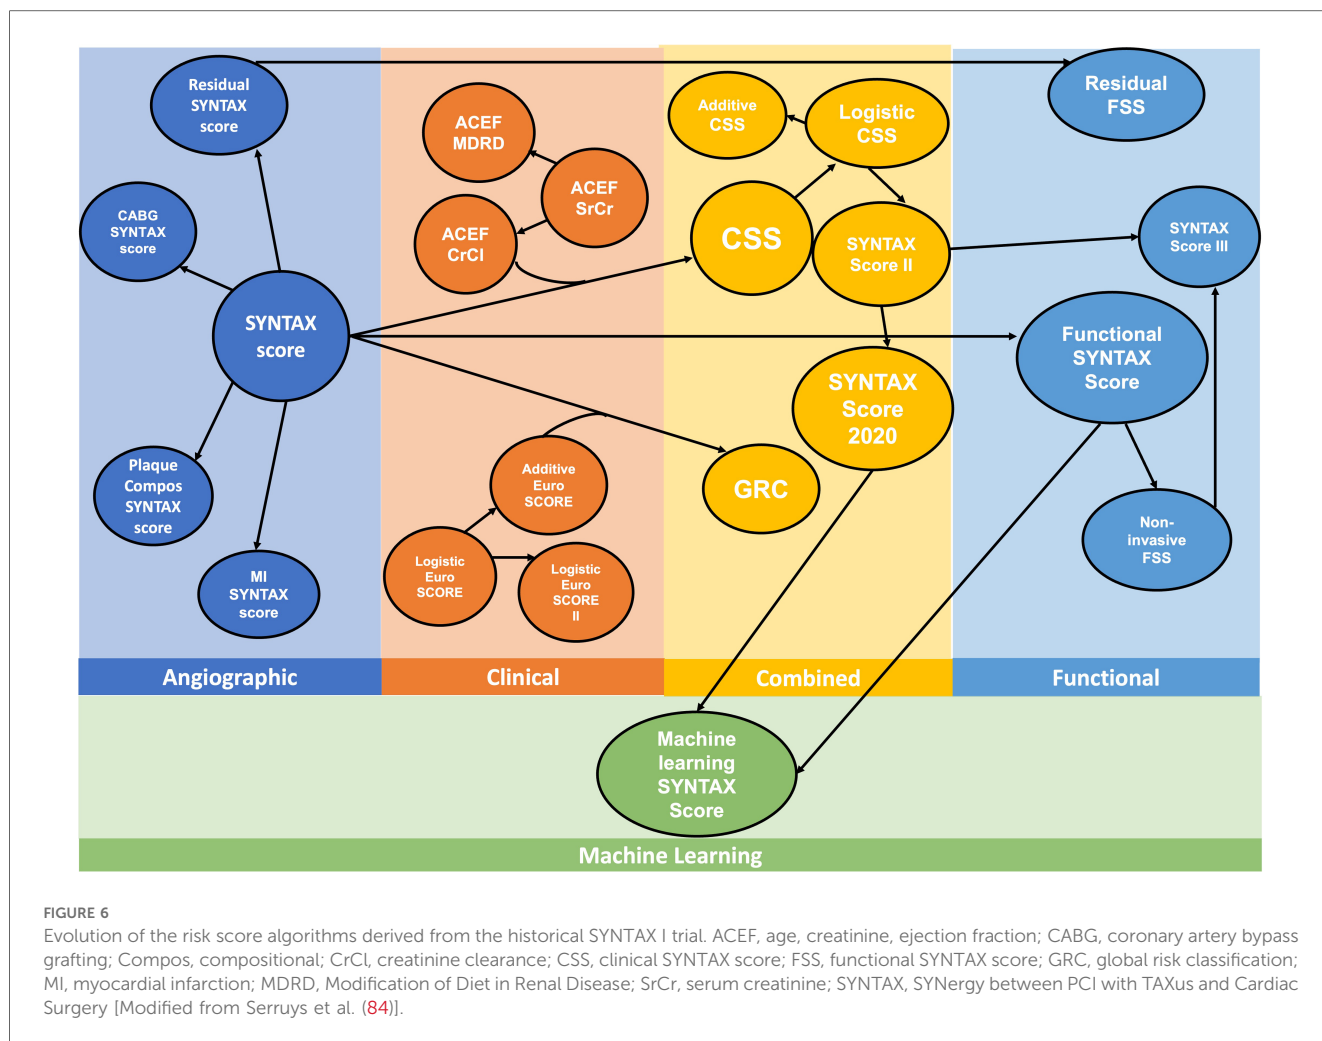 Residual
SYNTAX
score
CABG
SYNTAX
score
SYNTAX
score
Plaque
Compos
SYNTAX
score
MI
SYNTAX
score
ACEF
MDRD
ACEF
SrCr
ACEF
CrCl
Additive
Euro
SCORE
Logistic
Euro
SCORE
Logistic
Euro
SCORE
II
Additive
CSS
Logistic
CSS
CSS
SYNTAX
Score II
SYNTAX
Score
2020
GRC
Residual
FSS
SYNTAX
Score III
Functional
SYNTAX
Score
Non-
invasive
FSS
Angiographic
Clinical
Combined
Functional
Machine
learning
SYNTAX
Score
Machine Learning
FIGURE 6
Evolution of the risk score algorithms derived from the historical SYNTAX I trial. ACEF, age, creatinine, ejection fraction; CABG, coronary artery bypass
grafting; Compos, compositional; CrCl, creatinine clearance; CSS, clinical SYNTAX score; FSS, functional SYNTAX score; GRC, global risk classification;
MI, myocardial infarction; MDRD, Modification of Diet in Renal Disease; SrCr, serum creatinine; SYNTAX, SYNergy between PCI with TAXus and Cardiac
Surgery [Modified from Serruys et al. (84)].